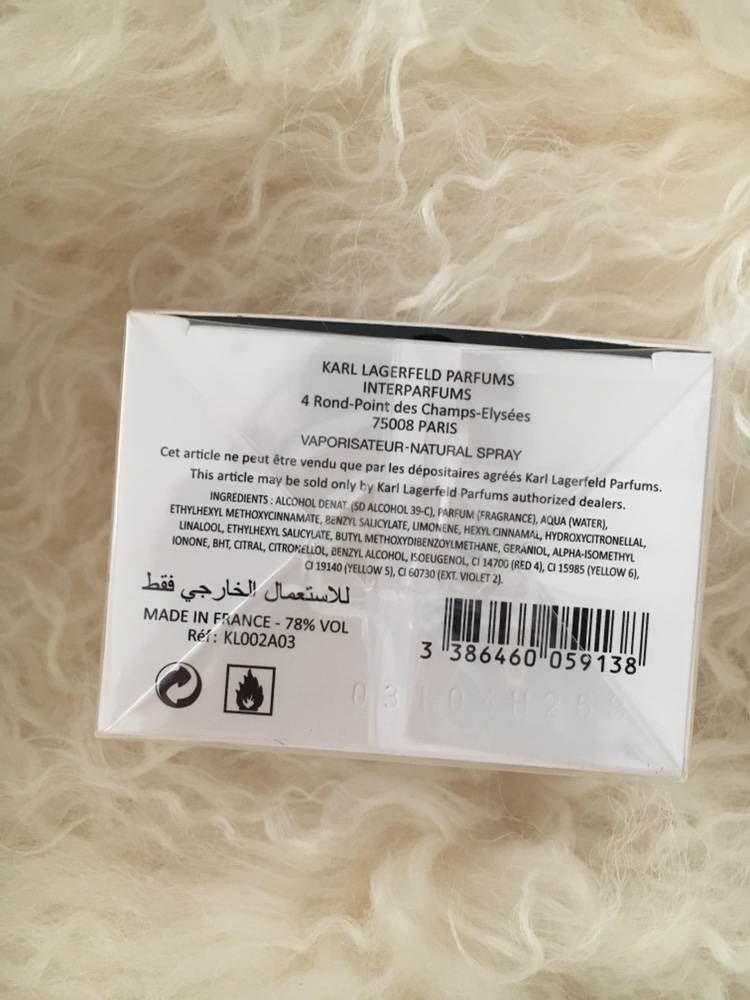 KARL LAGERFELD PARFUMS
INTERPARFUMS
4 Rond-Point des Champs-Elysées
75008 PARIS
VAPORISATEUR-NATURAL SPRAY
Cet article ne peut être vendu que par les dépositaires agréés Karl Lagerfeld Parfums.
This article may be sold only by Karl Lagerfeld Parfums authorized dealers.
INGREDIENTS : ALCOHOL DENAT. (SD ALCOHOL 39-C), PARFUM (FRAGRANCE), AQUA (WATER),
ETHYLHEXYL METHOXYCINNAMATE, BENZYL SALICYLATE, LIMONENE, HEXYL CINNAMAL, HYDROXYCITRONELLAL,
LINALOOL, ETHYLHEXYL SALICYLATE, BUTYL METHOXYDIBENZOYLMETHANE, GERANIOL, ALPHA-ISOMETHYL
IONONE, BHT, CITRAL, CITRONELLOL, BENZYL ALCOHOL, ISOEUGENOL, CI 14700 (RED 4), CI 15985 (YELLOW 6),
CI 19140 (YELLOW 5), CI 60730 (EXT. VIOLET 2).
للاستعمال الخارجي فقط
MADE IN FRANCE - 78% VOL
Réf : KL002A03
3 386460 059138